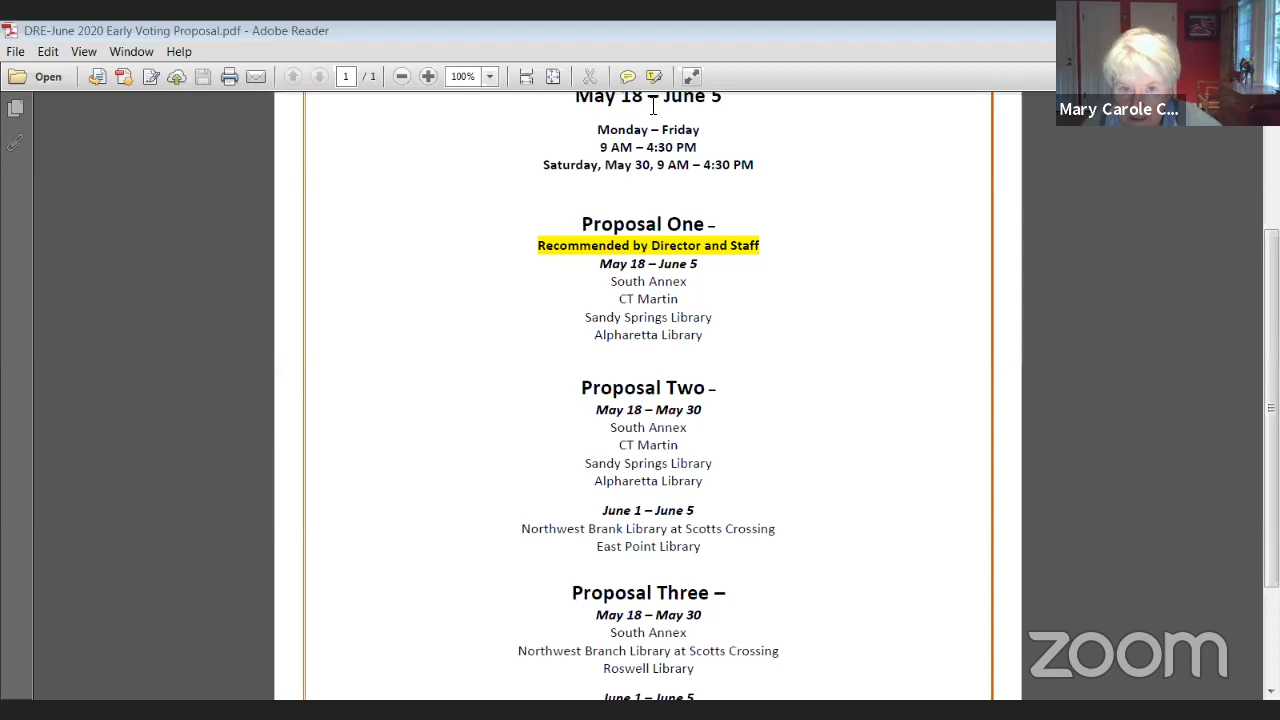 DRE-June 2020 Early Voting Proposal.pdf - Adobe Reader
File Edit View Window Help
Open 1 / 1 100%
Mary Carole C...
May 18 – June 5
Monday – Friday
9 AM – 4:30 PM
Saturday, May 30, 9 AM – 4:30 PM
Proposal One –
Recommended by Director and Staff
May 18 – June 5
South Annex
CT Martin
Sandy Springs Library
Alpharetta Library
Proposal Two –
May 18 – May 30
South Annex
CT Martin
Sandy Springs Library
Alpharetta Library
June 1 – June 5
Northwest Brank Library at Scotts Crossing
East Point Library
Proposal Three –
May 18 – May 30
South Annex
Northwest Branch Library at Scotts Crossing
Roswell Library
June 1 – June 5
zoom